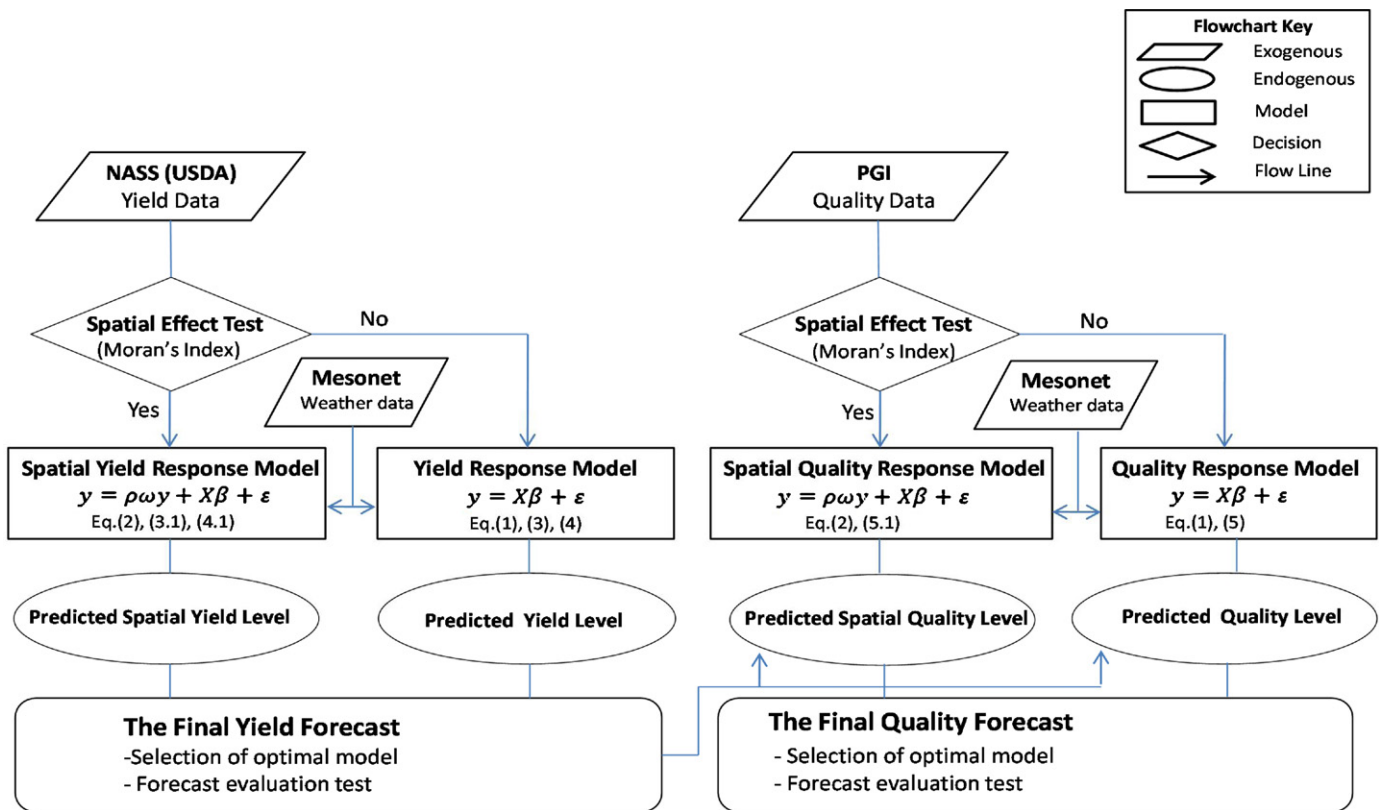 Flowchart Key
Exogenous
Endogenous
Model
Decision
Flow Line
NASS (USDA)
Yield Data
Spatial Effect Test
(Moran's Index)
No
Yes
Mesonet
Weather data
Spatial Yield Response Model
y = ρωy + Xβ + ε
Eq.(2), (3.1), (4.1)
Yield Response Model
y = Xβ + ε
Eq.(1), (3), (4)
Predicted Spatial Yield Level
Predicted Yield Level
The Final Yield Forecast
-Selection of optimal model
- Forecast evaluation test
PGI
Quality Data
Spatial Effect Test
(Moran's Index)
No
Yes
Mesonet
Weather data
Spatial Quality Response Model
y = ρωy + Xβ + ε
Eq.(2), (5.1)
Quality Response Model
y = Xβ + ε
Eq.(1), (5)
Predicted Spatial Quality Level
Predicted Quality Level
The Final Quality Forecast
- Selection of optimal model
- Forecast evaluation test